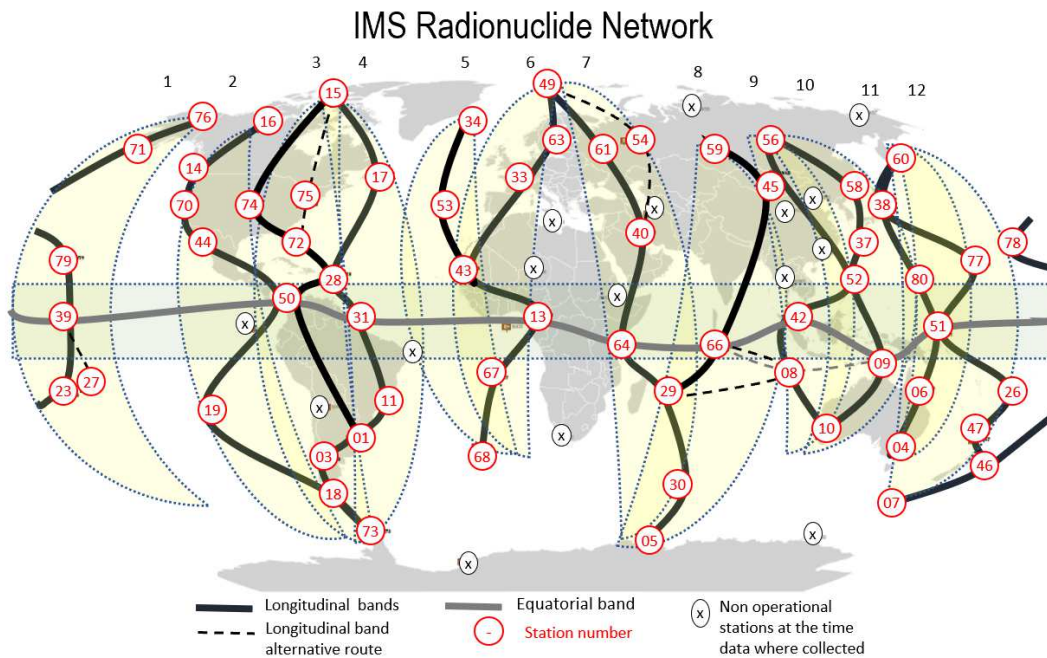 IMS Radionuclide Network
1 2 3 4 5 6 7 8 9 10 11 12
49
15
x
76 16 34 x
71 63 54 56
61 59 60
14 17 33 45 58
75 x
70 74 53 x x 38
x
72 40 37 x 78
44
79 43 x 77
28 x 52 80
50 x
39 31 13 42 51
x
64 66
x 09
23 27 67 08
29 06 26
19 x 11
10 47
01 x 04
03 68 46
18 30 07
73 05 x
x
Longitudinal bands
Longitudinal band
alternative route
Equatorial band
-
Station number
x
Non operational
stations at the time
data where collected